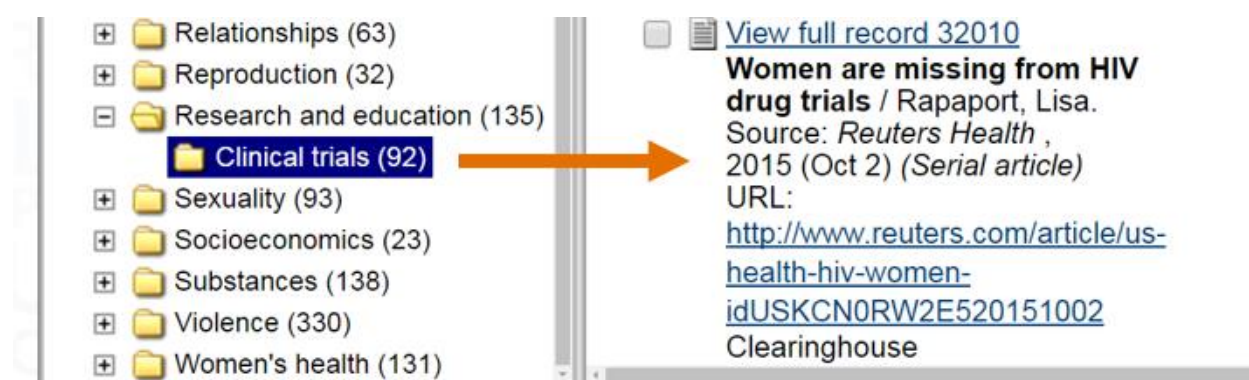 Relationships (63)
Reproduction (32)
Research and education (135)
Clinical trials (92)
Sexuality (93)
Socioeconomics (23)
Substances (138)
Violence (330)
Women's health (131)
View full record 32010
Women are missing from HIV
drug trials / Rapaport, Lisa.
Source: Reuters Health ,
2015 (Oct 2) (Serial article)
URL:
http://www.reuters.com/article/us-
health-hiv-women-
idUSKCN0RW2E520151002
Clearinghouse